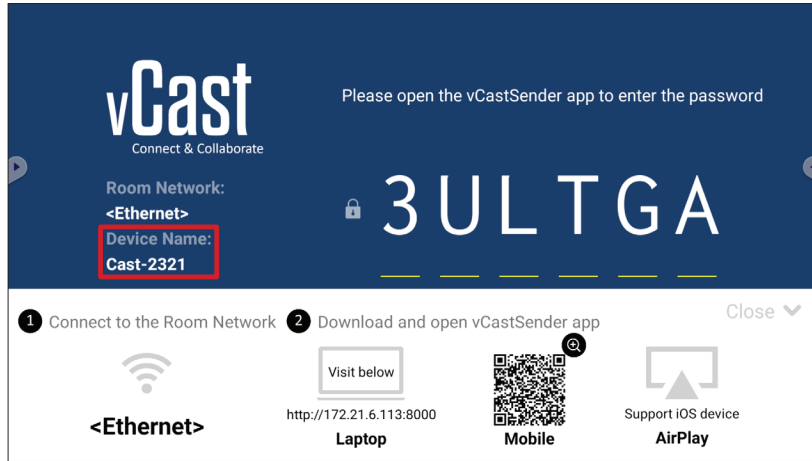 vCast
Connect & Collaborate
Please open the vCastSender app to enter the password
Room Network:
<Ethernet>
Device Name:
Cast-2321
3ULTGA
Close
1 Connect to the Room Network
2 Download and open vCastSender app
<Ethernet>
Visit below
http://172.21.6.113:8000
Laptop
Mobile
Support iOS device
AirPlay